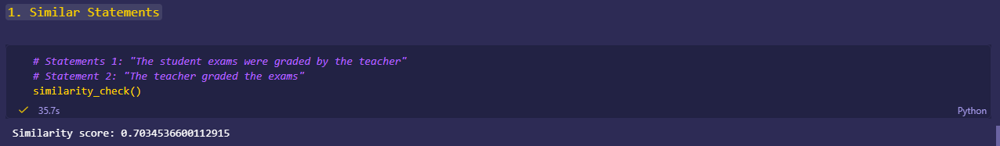 1. Similar Statements
# Statements 1: "The student exams were graded by the teacher"
# Statement 2: "The teacher graded the exams"
similarity_check()
35.7s
Python
Similarity score: 0.7034536600112915